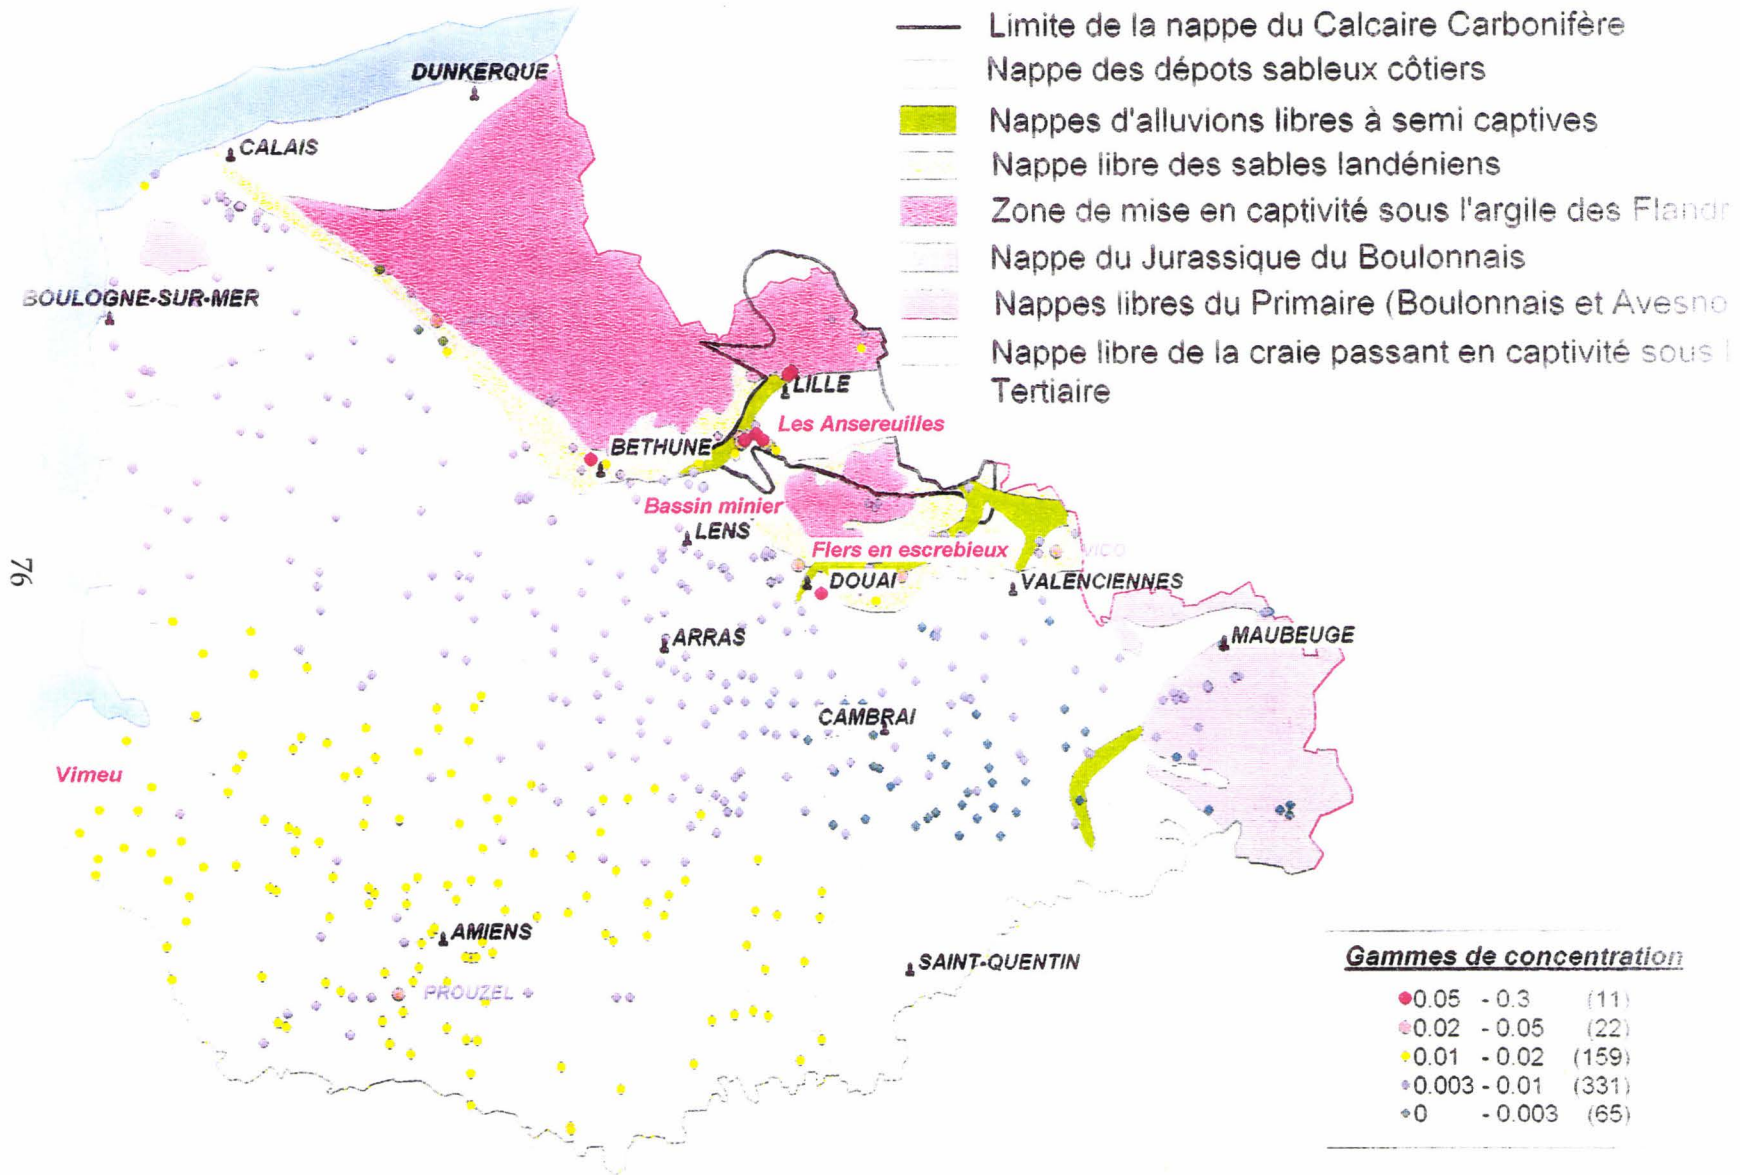 Limite de la nappe du Calcaire Carbonifère
Nappe des dépots sableux côtiers
Nappes d'alluvions libres à semi captives
Nappe libre des sables landéniens
Zone de mise en captivité sous l'argile des Flandr
Nappe du Jurassique du Boulonnais
Nappes libres du Primaire (Boulonnais et Avesno
Nappe libre de la craie passant en captivité sous l
Tertiaire
DUNKERQUE
CALAIS
BOULOGNE-SUR-MER
LILLE
Les Ansereuilles
BETHUNE
Bassin minier
LENS
Flers en escrebieux
VICQ
DOUAI
VALENCIENNES
ARRAS
MAUBEUGE
CAMBRAI
Vimeu
AMIENS
SAINT-QUENTIN
PROUZEL
76
Gammes de concentration
0.05 - 0.3 (11)
0.02 - 0.05 (22)
0.01 - 0.02 (159)
0.003 - 0.01 (331)
0 - 0.003 (65)